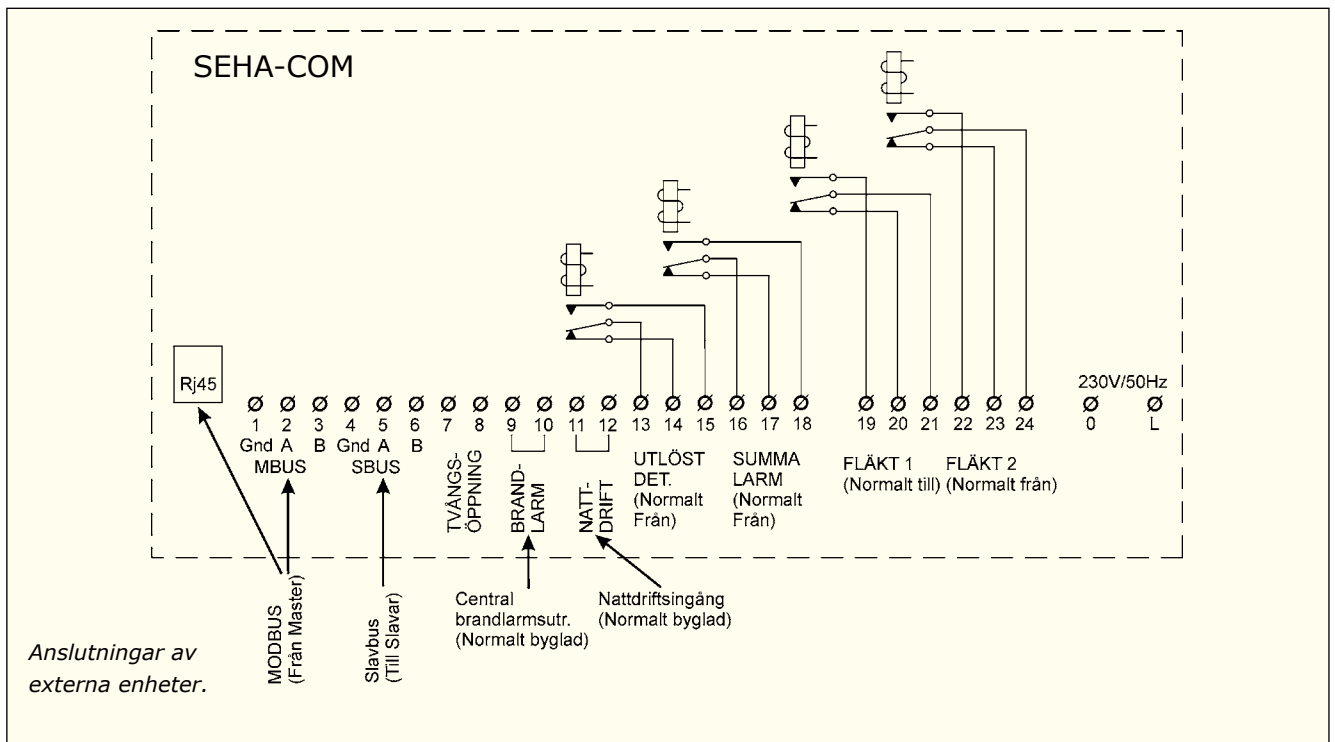 SEHA-COM
Rj45
230V/50Hz
1 2 3 4 5 6 7 8 9 10 11 12 13 14 15 16 17 18 19 20 21 22 23 24 0 L
Gnd A B Gnd A B
MBUS SBUS
TVÅNGS-
ÖPPNING
BRAND-
LARM
NATT-
DRIFT
UTLÖST
DET.
(Normalt
Från)
SUMMA
LARM
(Normalt
Från)
FLÄKT 1
(Normalt till)
FLÄKT 2
(Normalt från)
MODBUS
(Från Master)
Slavbus
(Till Slavar)
Central
brandlarmsutr.
(Normalt byglad)
Nattdriftsingång
(Normalt byglad)
Anslutningar av
externa enheter.